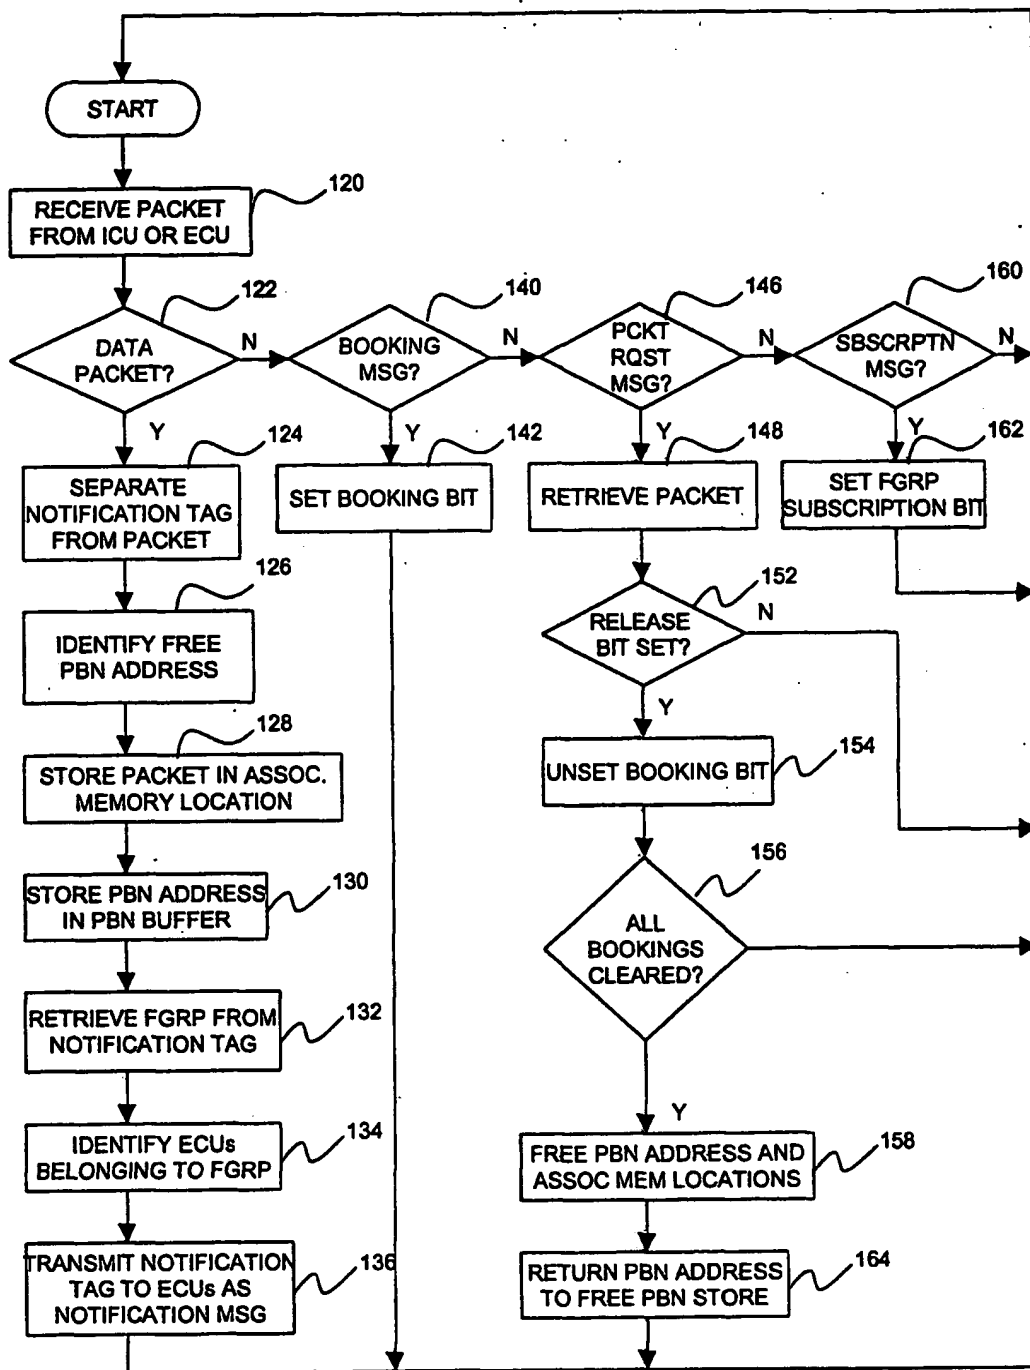 START
120
RECEIVE PACKET
FROM ICU OR ECU
122
DATA
PACKET?
N
Y
140
BOOKING
MSG?
N
Y
146
PCKT
RQST
MSG?
N
Y
160
SBSCRPTN
MSG?
N
Y
124
SEPARATE
NOTIFICATION TAG
FROM PACKET
142
SET BOOKING BIT
148
RETRIEVE PACKET
162
SET FGRP
SUBSCRIPTION BIT
126
IDENTIFY FREE
PBN ADDRESS
152
RELEASE
BIT SET?
N
Y
128
STORE PACKET IN ASSOC.
MEMORY LOCATION
154
UNSET BOOKING BIT
130
STORE PBN ADDRESS
IN PBN BUFFER
156
ALL
BOOKINGS
CLEARED?
Y
132
RETRIEVE FGRP FROM
NOTIFICATION TAG
134
IDENTIFY ECUs
BELONGING TO FGRP
158
FREE PBN ADDRESS AND
ASSOC MEM LOCATIONS
136
TRANSMIT NOTIFICATION
TAG TO ECUs AS
NOTIFICATION MSG
164
RETURN PBN ADDRESS
TO FREE PBN STORE